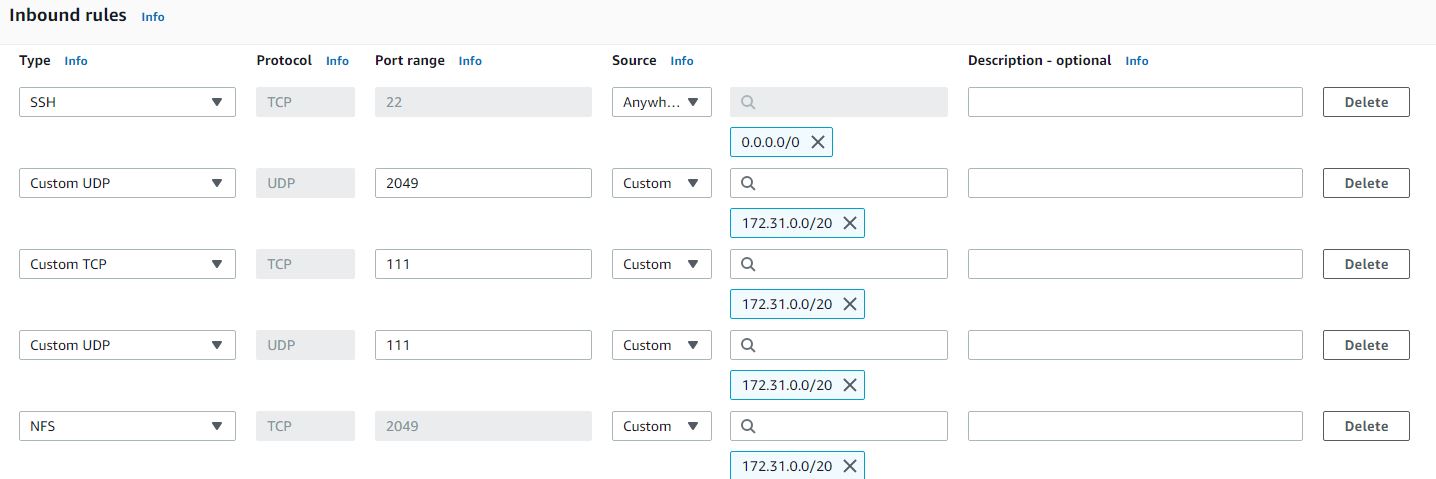 Inbound rules Info
Type Info Protocol Info Port range Info Source Info Description - optional Info
SSH TCP 22 Anywh... Delete
0.0.0.0/0
Custom UDP UDP 2049 Custom Delete
172.31.0.0/20
Custom TCP TCP 111 Custom Delete
172.31.0.0/20
Custom UDP UDP 111 Custom Delete
172.31.0.0/20
NFS TCP 2049 Custom Delete
172.31.0.0/20